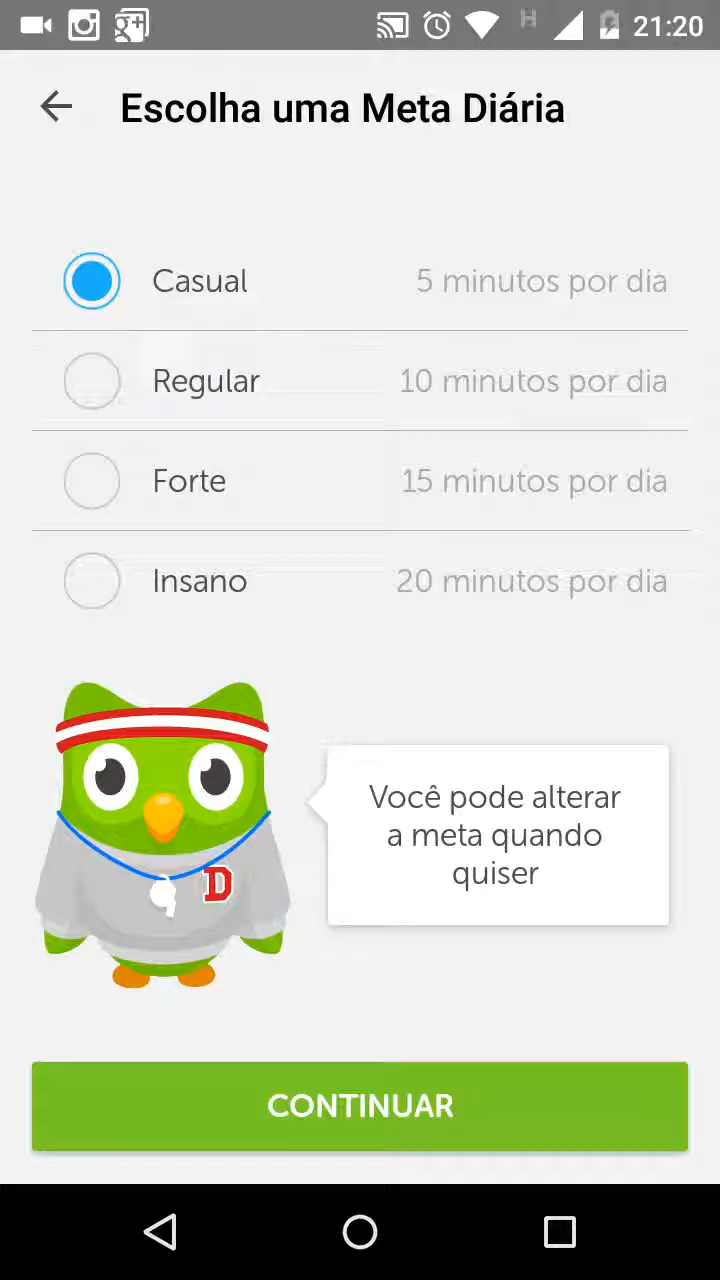 H 21:20
Escolha uma Meta Diária
Casual 5 minutos por dia
Regular 10 minutos por dia
Forte 15 minutos por dia
Insano 20 minutos por dia
Você pode alterar
a meta quando
quiser
D
CONTINUAR